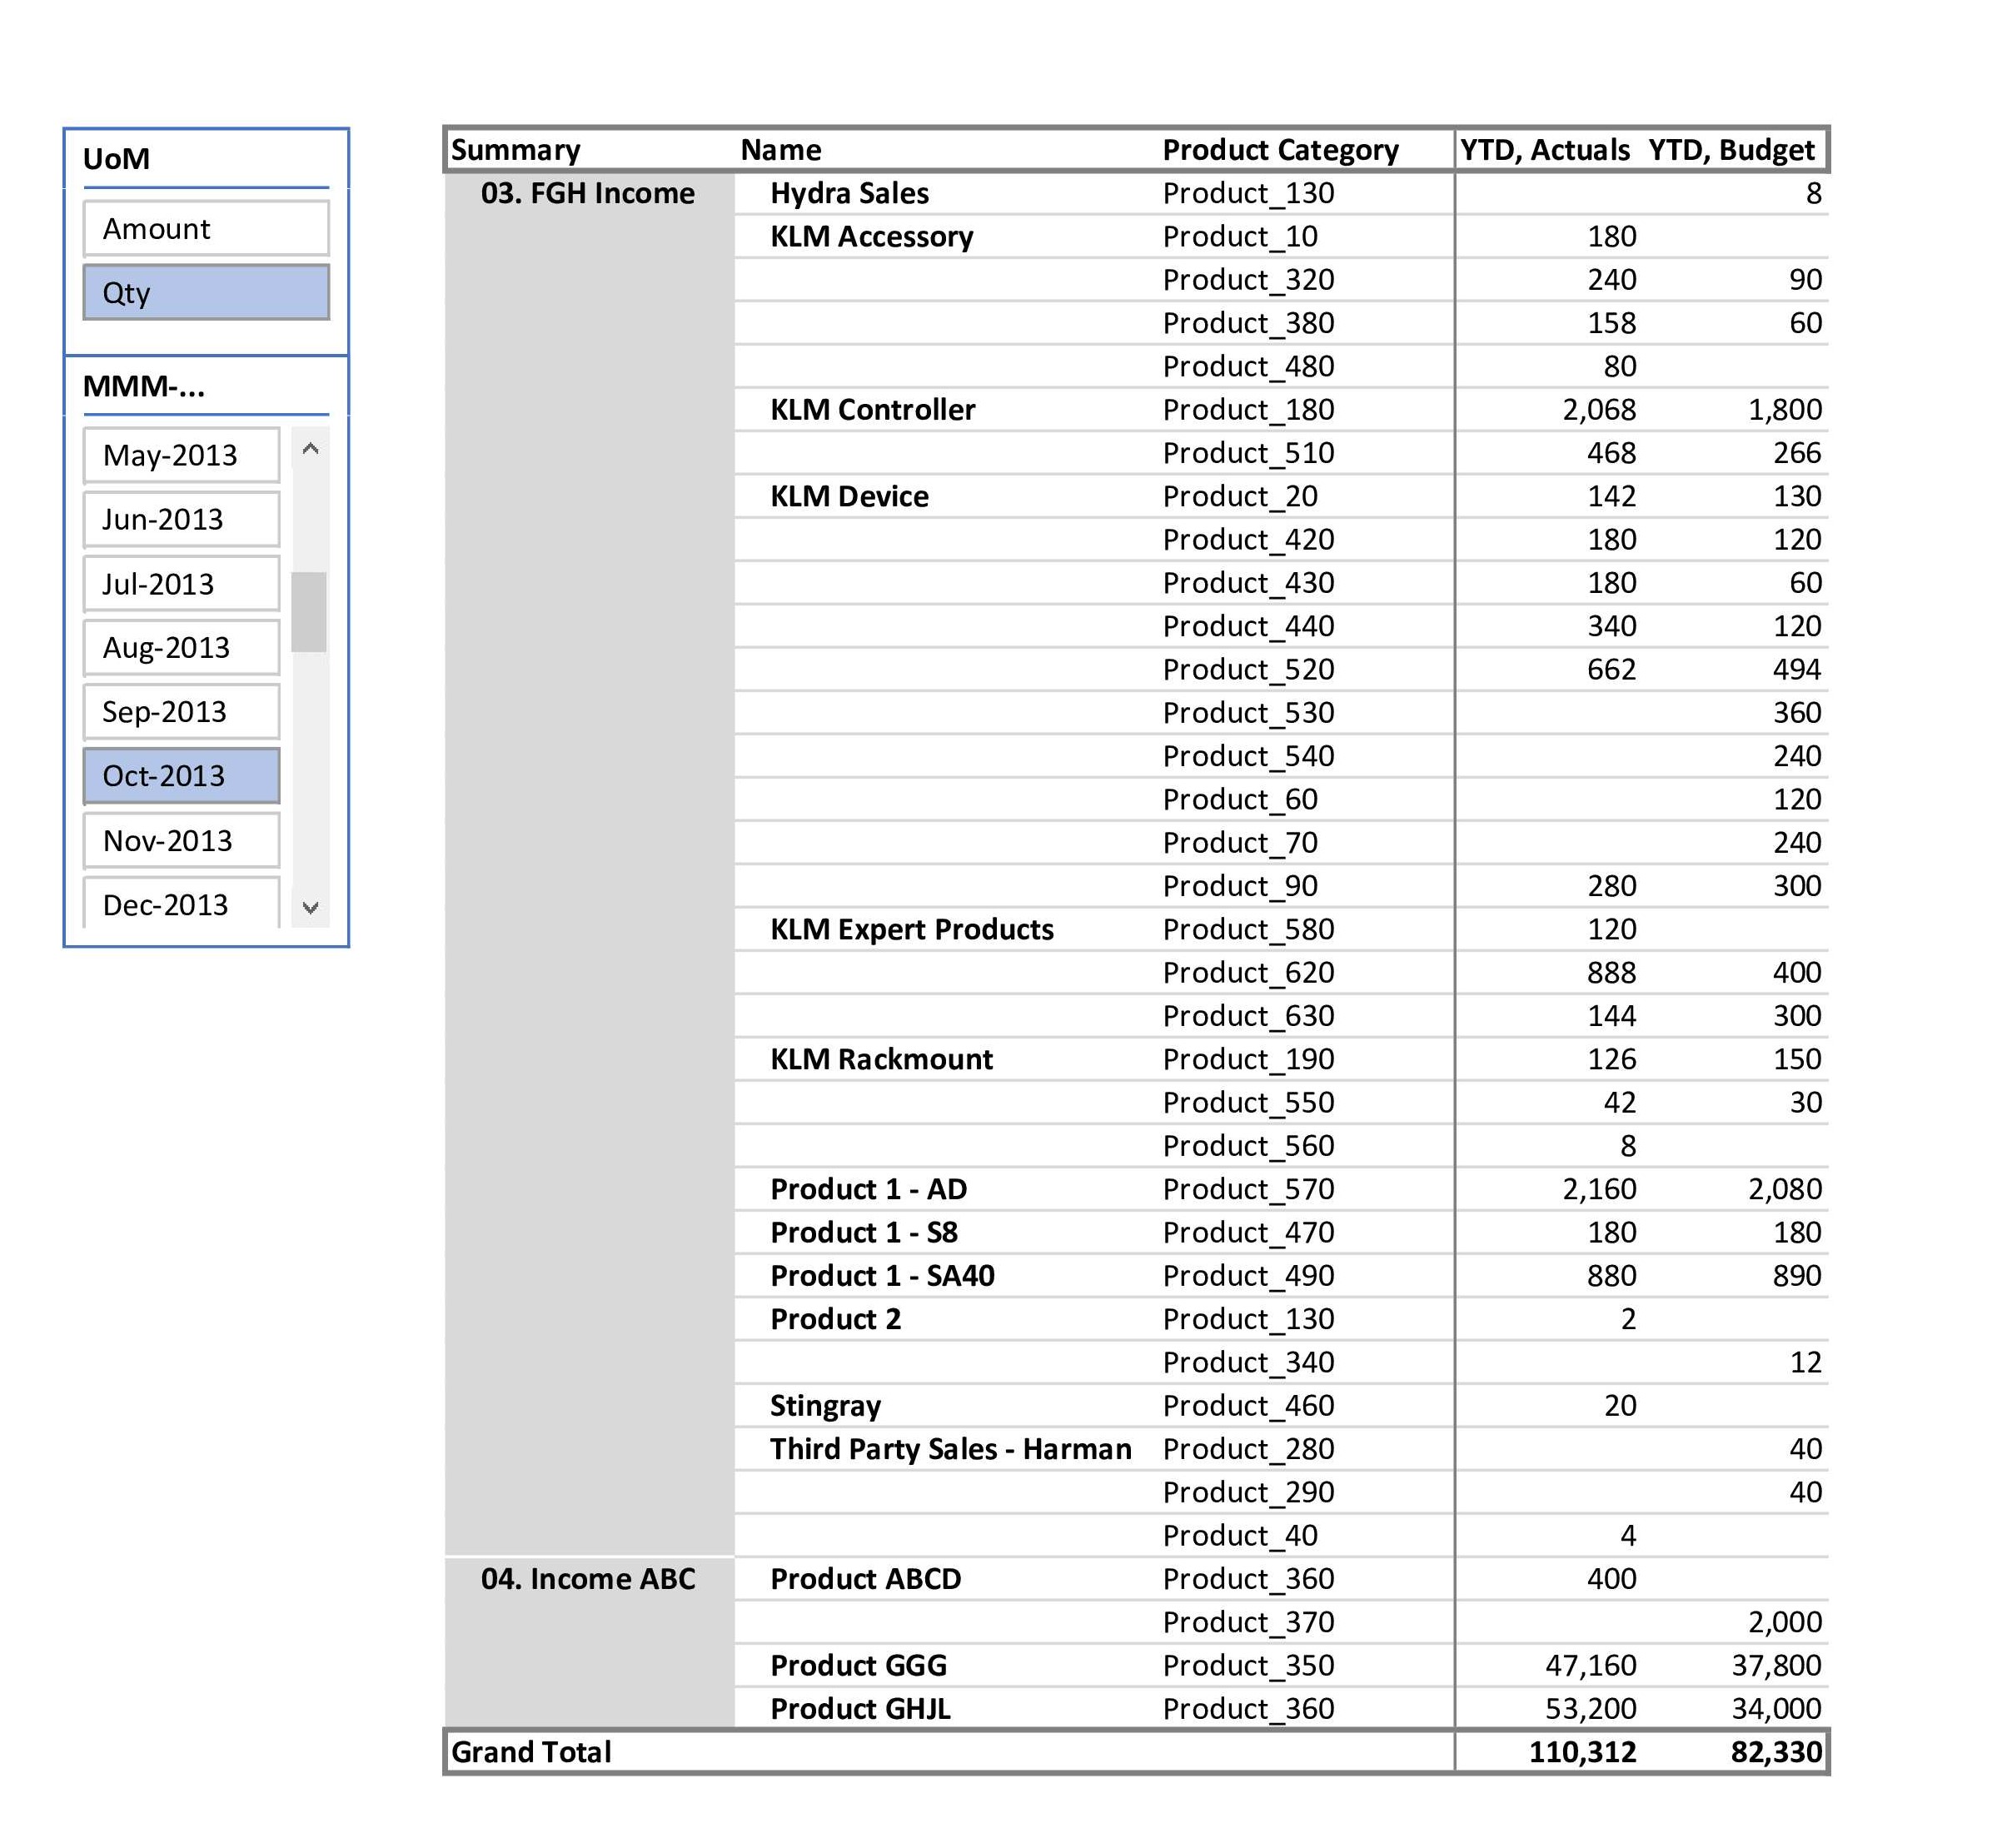 UoM
Amount
Qty
MMM-...
May-2013
Jun-2013
Jul-2013
Aug-2013
Sep-2013
Oct-2013
Nov-2013
Dec-2013
Summary Name Product Category YTD, Actuals YTD, Budget
03. FGH Income Hydra Sales Product_130 8
KLM Accessory Product_10 180
Product_320 240 90
Product_380 158 60
Product_480 80
KLM Controller Product_180 2,068 1,800
Product_510 468 266
KLM Device Product_20 142 130
Product_420 180 120
Product_430 180 60
Product_440 340 120
Product_520 662 494
Product_530 360
Product_540 240
Product_60 120
Product_70 240
Product_90 280 300
KLM Expert Products Product_580 120
Product_620 888 400
Product_630 144 300
KLM Rackmount Product_190 126 150
Product_550 42 30
Product_560 8
Product 1 - AD Product_570 2,160 2,080
Product 1 - S8 Product_470 180 180
Product 1 - SA40 Product_490 880 890
Product 2 Product_130 2
Product_340 12
Stingray Product_460 20
Third Party Sales - Harman Product_280 40
Product_290 40
Product_40 4
04. Income ABC Product ABCD Product_360 400
Product_370 2,000
Product GGG Product_350 47,160 37,800
Product GHJL Product_360 53,200 34,000
Grand Total 110,312 82,330